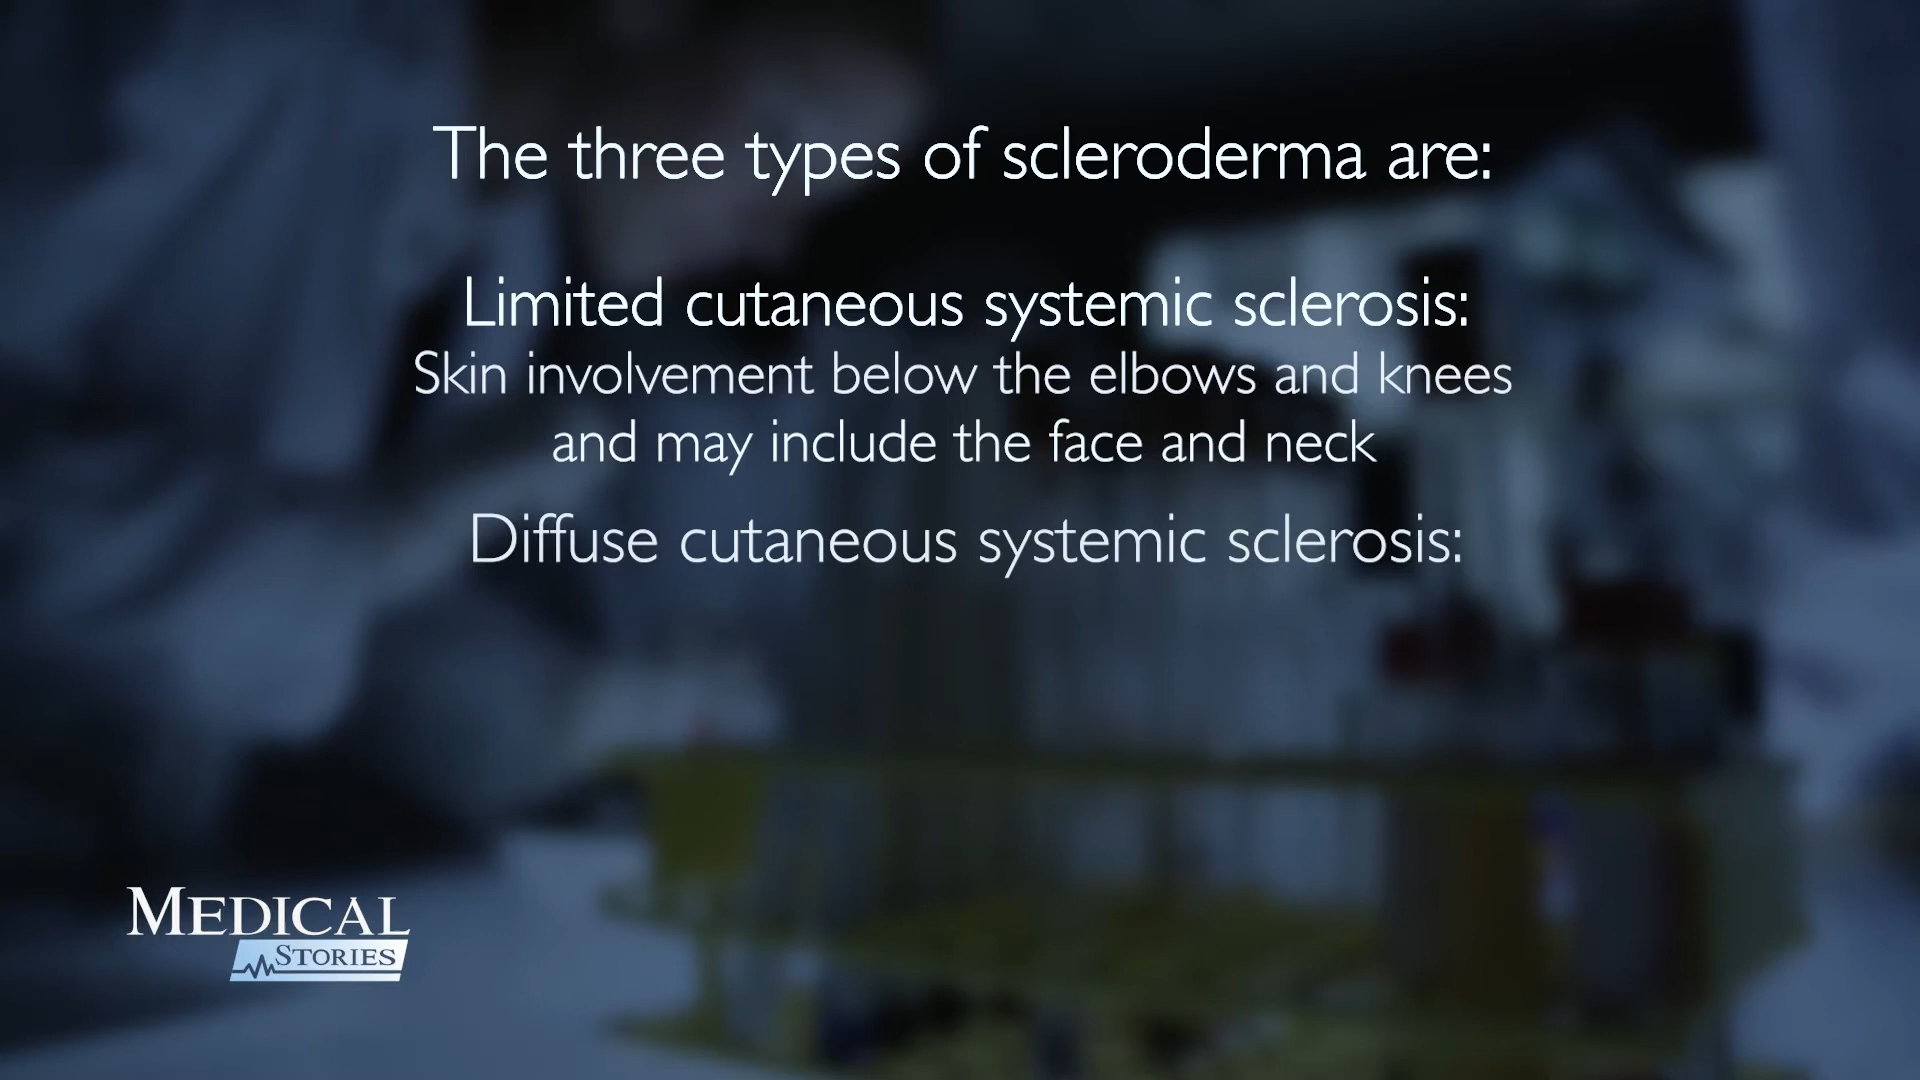 The three types of scleroderma are:
Limited cutaneous systemic sclerosis:
Skin involvement below the elbows and knees
and may include the face and neck
Diffuse cutaneous systemic sclerosis:
MEDICAL
STORIES